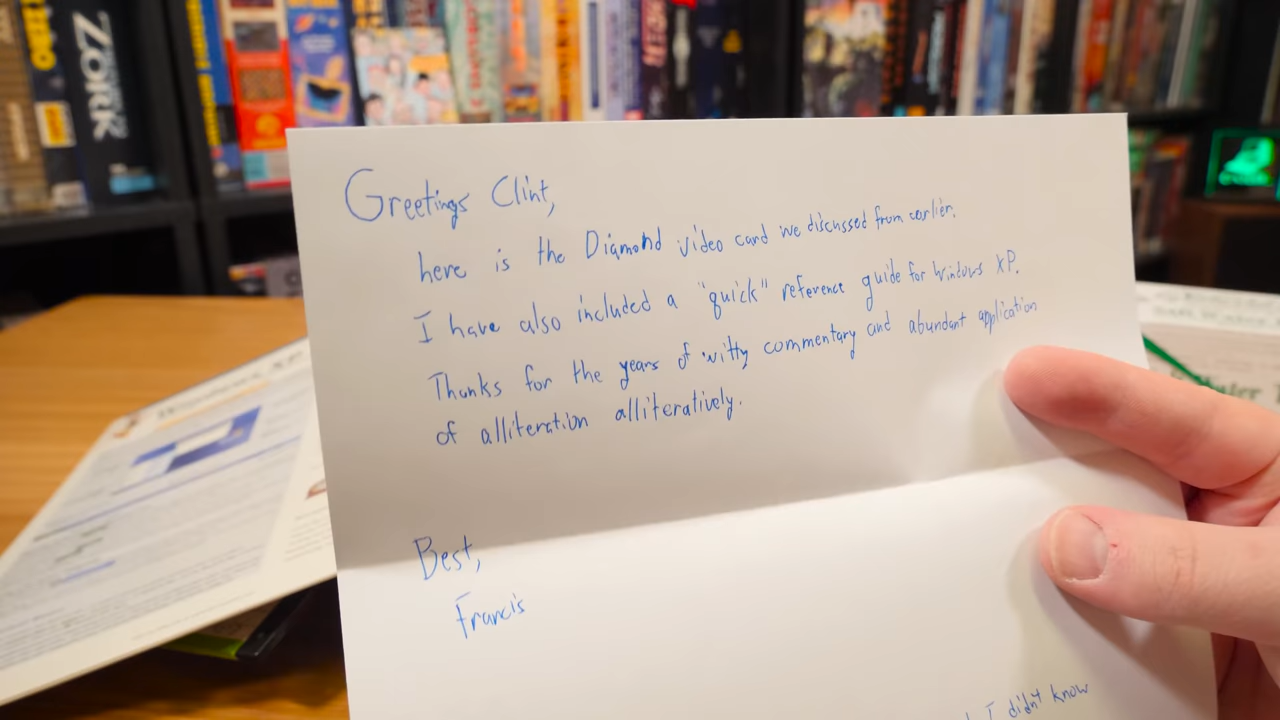 ZORK
Greetings Clint,
here is the Diamond video card we discussed from earlier.
I have also included a "quick" reference guide for Windows XP.
Thanks for the years of witty commentary and abundant application
of alliteration alliteratively.
Best,
Francis
I didn't know
Windows XP